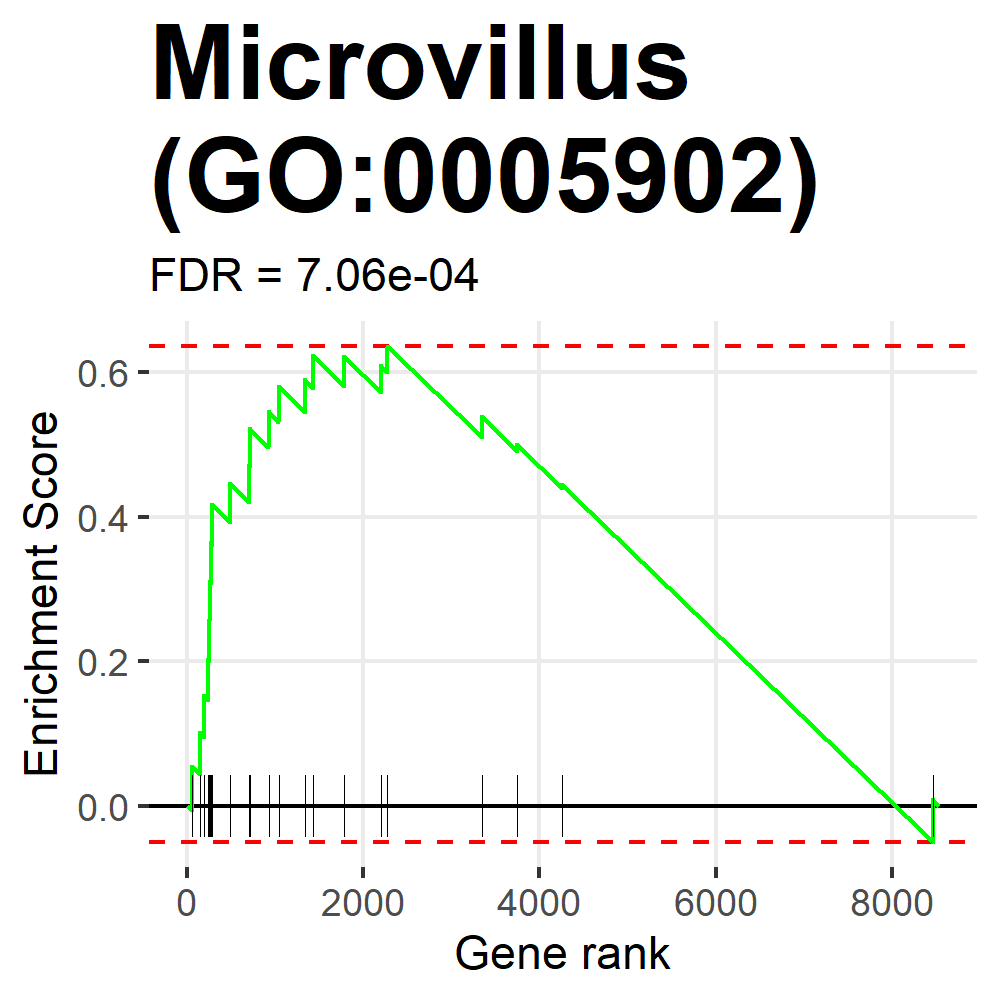 Microvillus
(GO:0005902)
FDR = 7.06e-04
Enrichment Score
0.6
0.4
0.2
0.0
0 2000 4000 6000 8000
Gene rank